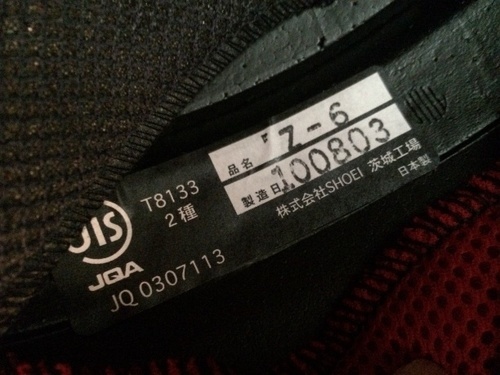 品名 Z-6
製造日 100803
株式会社SHOEI 茨城工場
日本製
JIS
T8133
2種
JQA
JQ 0307113